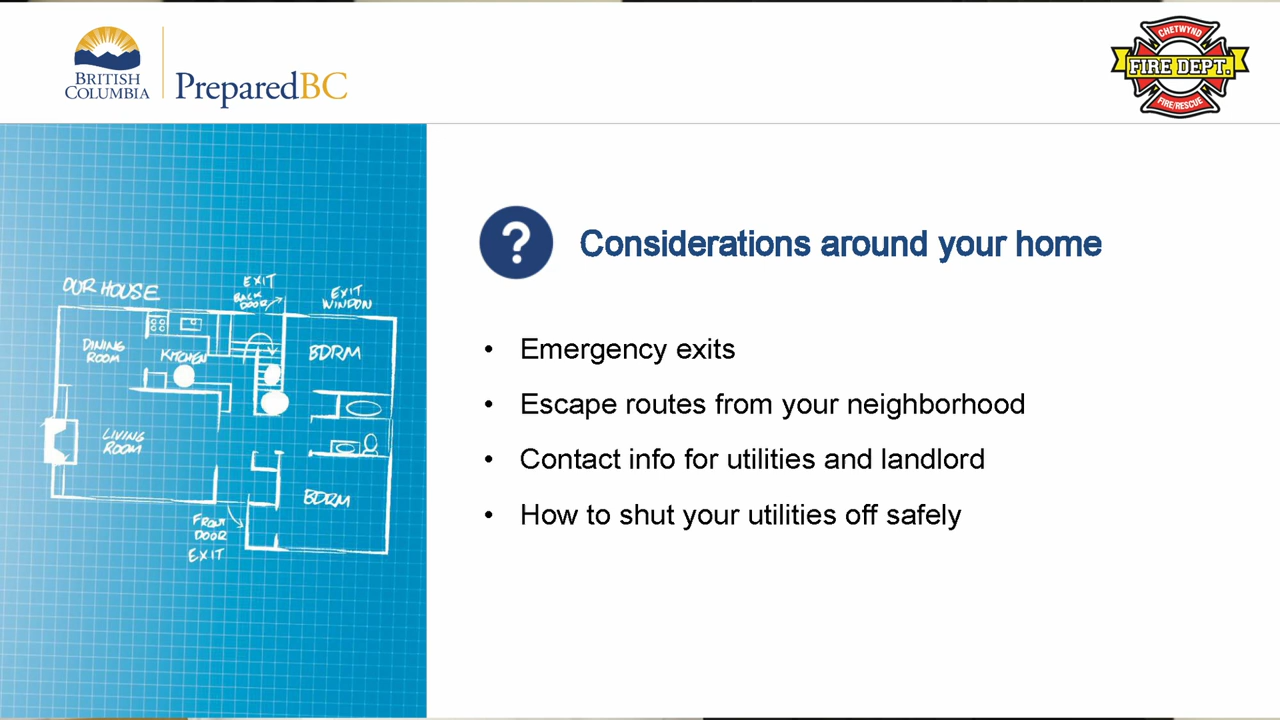 BRITISH
COLUMBIA
PreparedBC
CHETWYND
FIRE DEPT.
FIRE/RESCUE
OUR HOUSE
EXIT
BACK
DOOR
EXIT
WINDOW
DINING
ROOM
KITCHEN
BDRM
LIVING
ROOM
BDRM
FRONT
DOOR
EXIT
?
Considerations around your home
• Emergency exits
• Escape routes from your neighborhood
• Contact info for utilities and landlord
• How to shut your utilities off safely